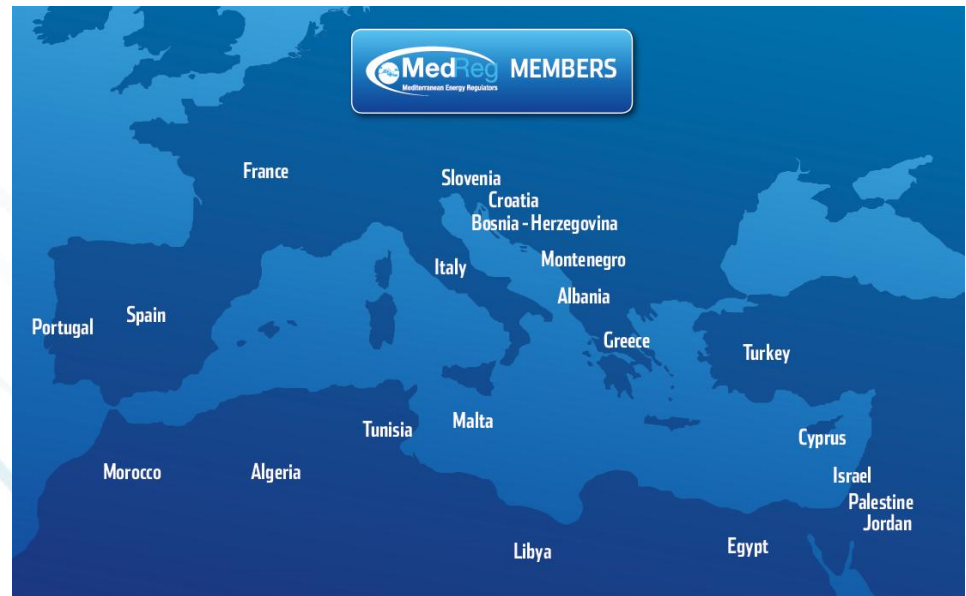 MedReg MEMBERS
Mediterranean Energy Regulators
France
Slovenia
Croatia
Bosnia - Herzegovina
Italy
Montenegro
Albania
Portugal
Spain
Greece
Turkey
Tunisia
Malta
Cyprus
Morocco
Algeria
Israel
Palestine
Jordan
Libya
Egypt